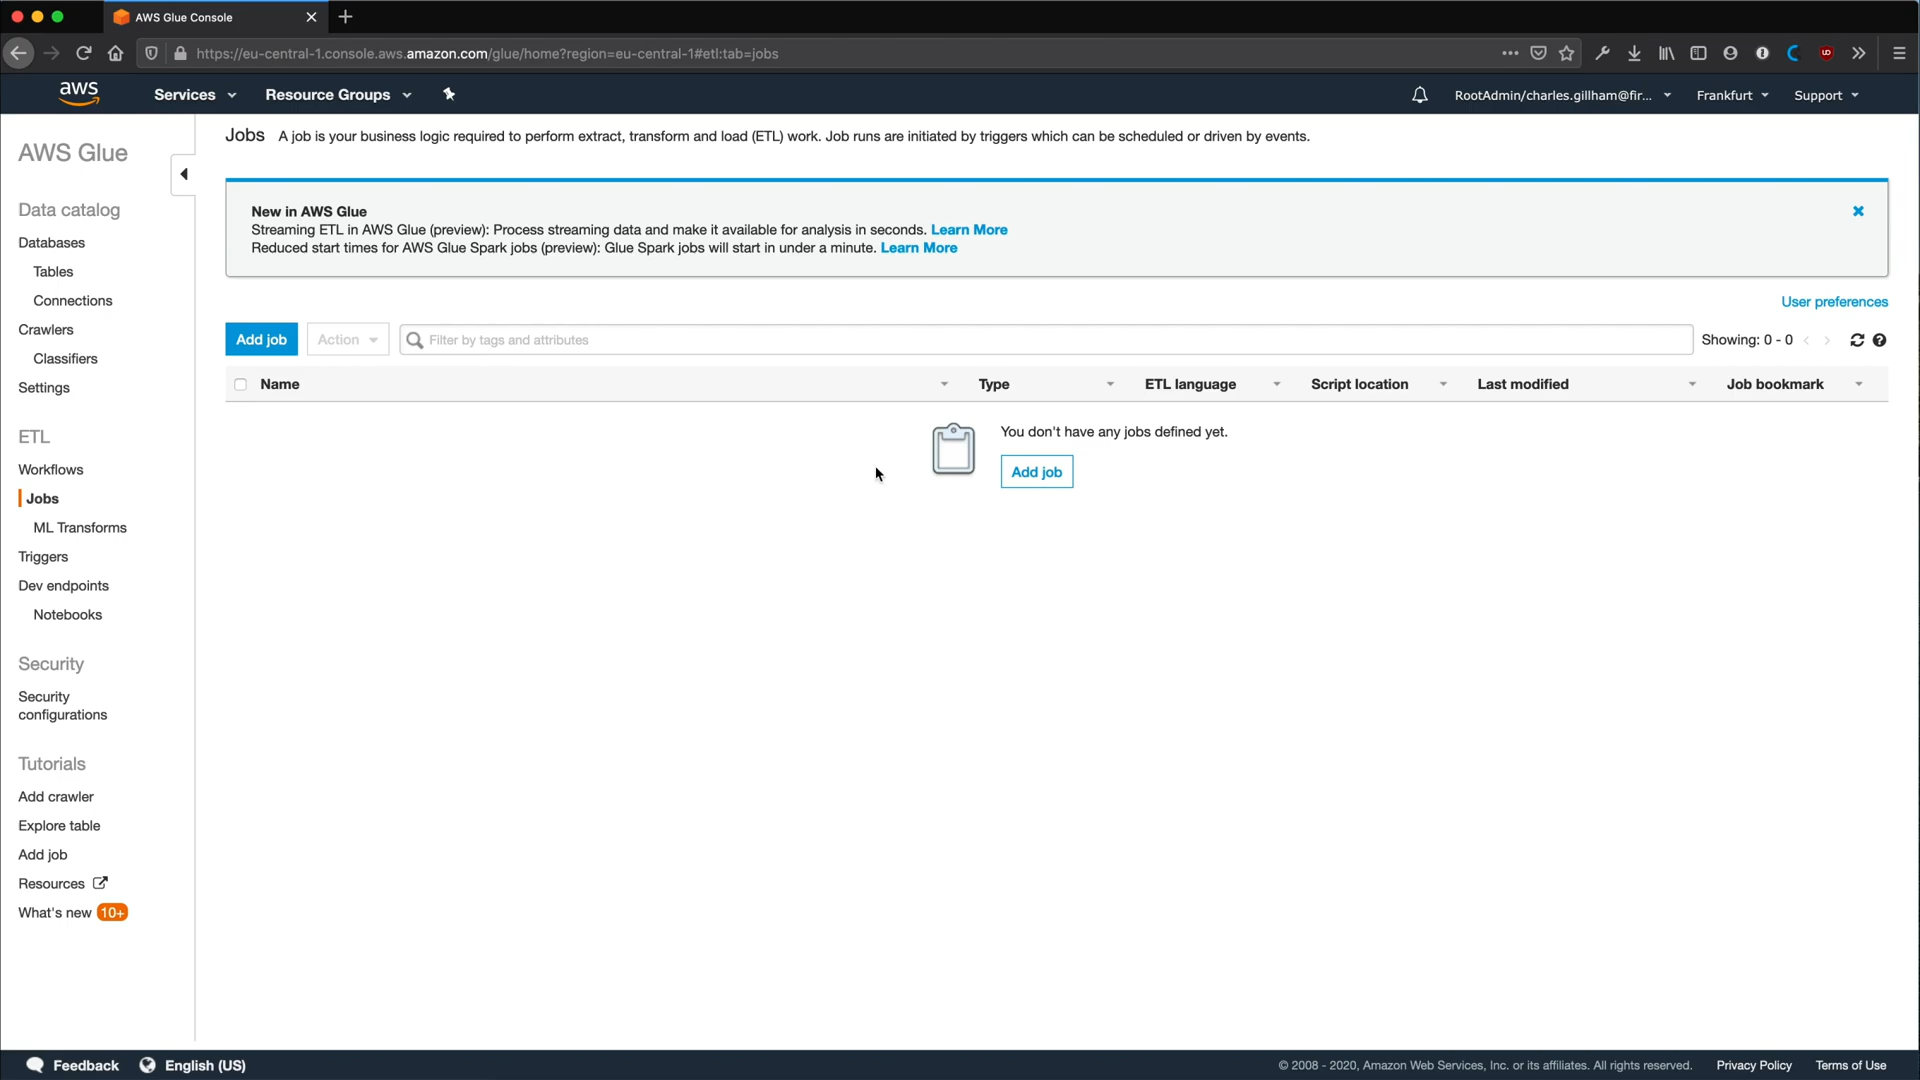 AWS Glue Console
https://eu-central-1.console.aws.amazon.com/glue/home?region=eu-central-1#etl:tab=jobs
aws
Services
Resource Groups
RootAdmin/charles.gillham@fir...
Frankfurt
Support
AWS Glue
Data catalog
Databases
Tables
Connections
Crawlers
Classifiers
Settings
ETL
Workflows
Jobs
ML Transforms
Triggers
Dev endpoints
Notebooks
Security
Security
configurations
Tutorials
Add crawler
Explore table
Add job
Resources
What's new 10+
Jobs A job is your business logic required to perform extract, transform and load (ETL) work. Job runs are initiated by triggers which can be scheduled or driven by events.
New in AWS Glue
Streaming ETL in AWS Glue (preview): Process streaming data and make it available for analysis in seconds. Learn More
Reduced start times for AWS Glue Spark jobs (preview): Glue Spark jobs will start in under a minute. Learn More
User preferences
Add job
Action
Filter by tags and attributes
Showing: 0 - 0
Name
Type
ETL language
Script location
Last modified
Job bookmark
You don't have any jobs defined yet.
Add job
Feedback
English (US)
© 2008 - 2020, Amazon Web Services, Inc. or its affiliates. All rights reserved.
Privacy Policy
Terms of Use